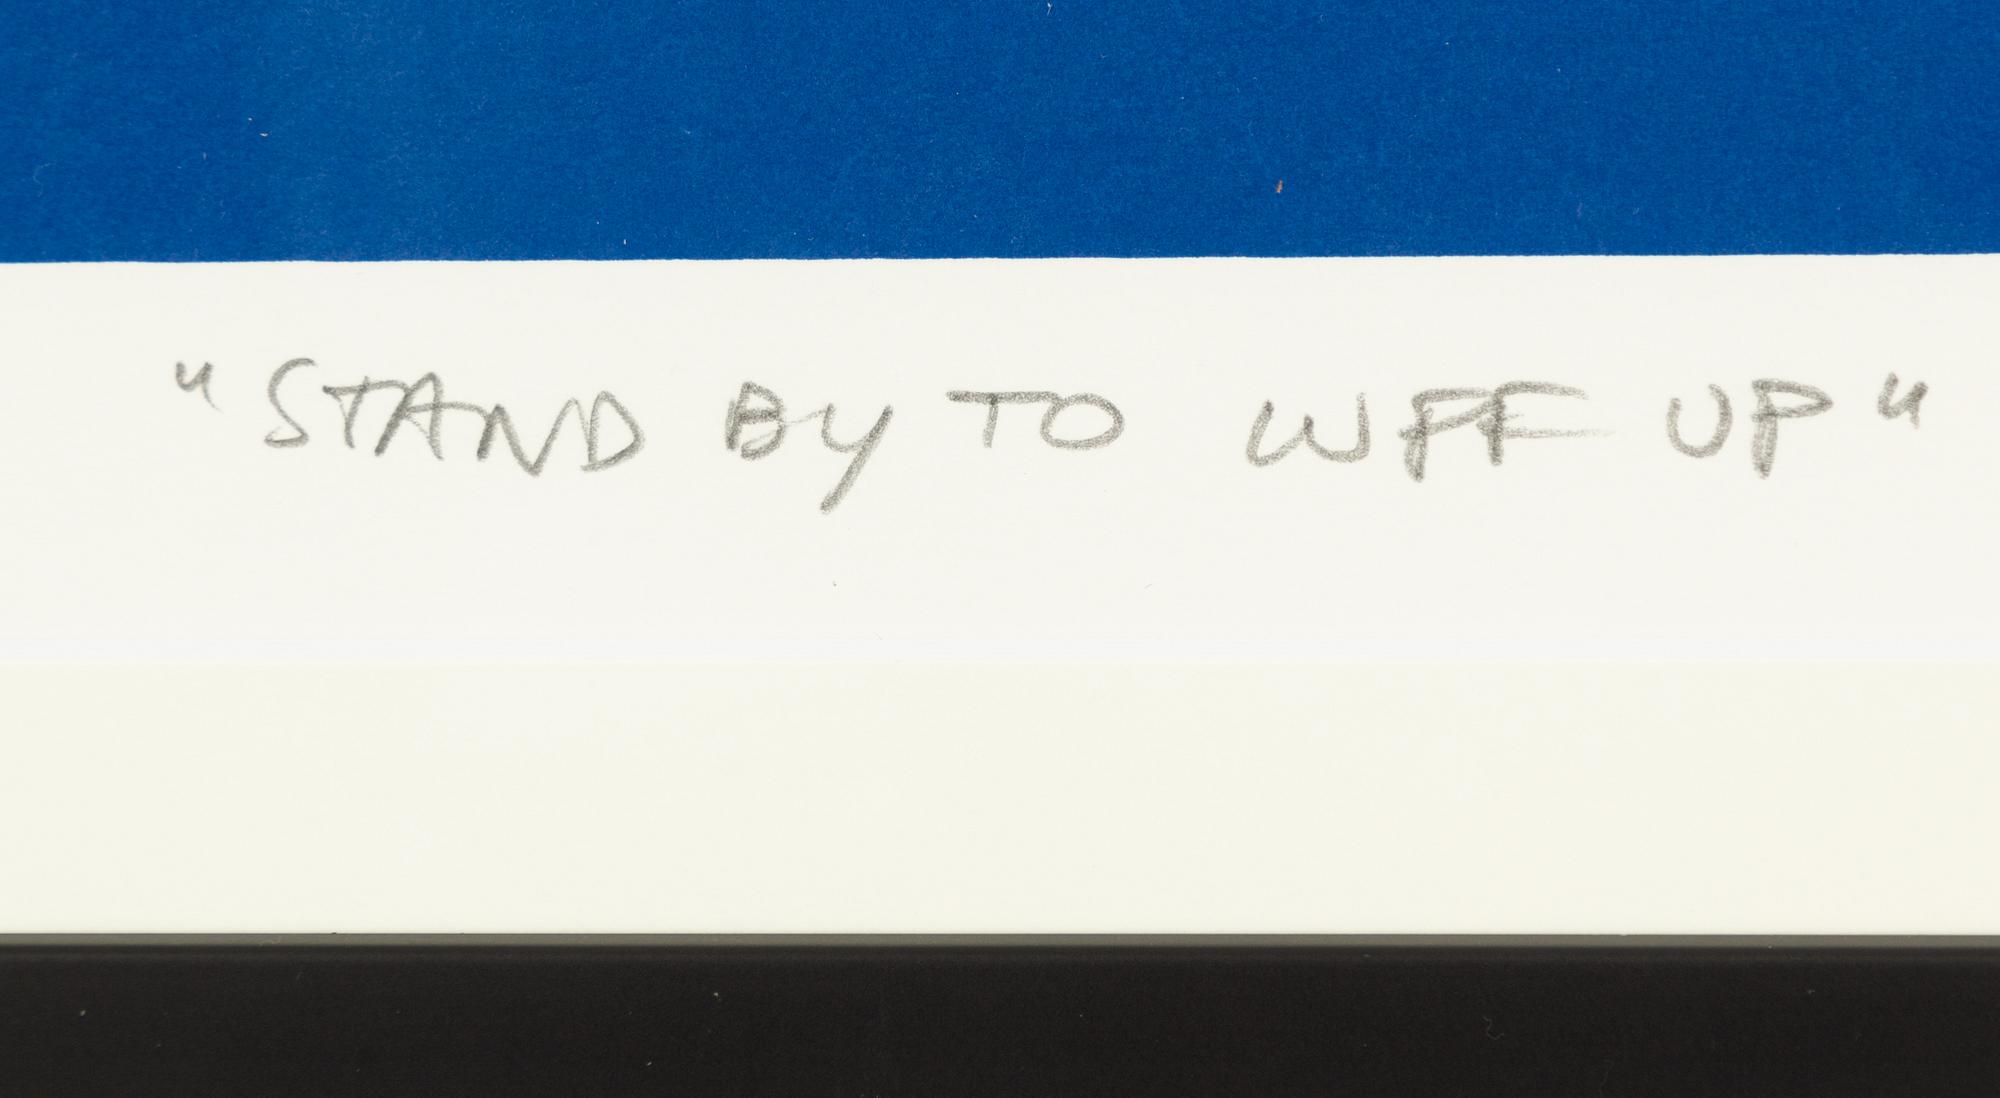 "STAND BY TO LUFF UP"